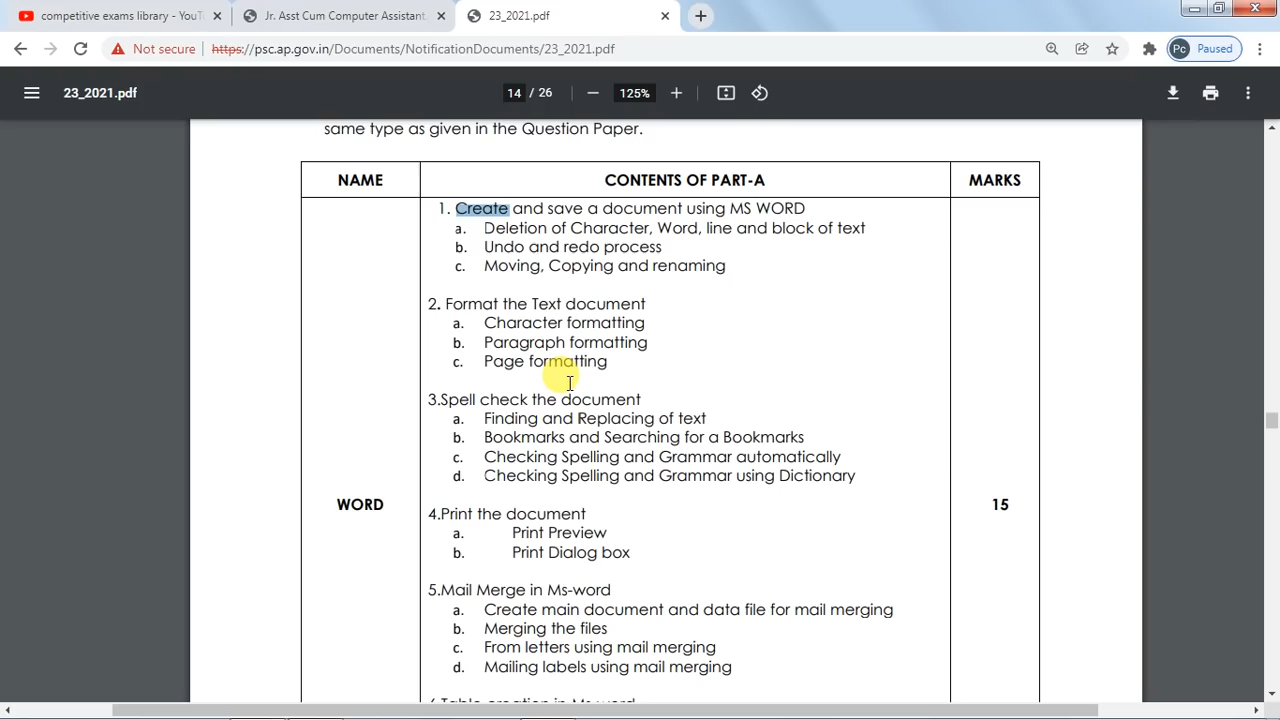 competitive exams library - YouT
Jr. Asst Cum Computer Assistant.
23_2021.pdf
Not secure
https://psc.ap.gov.in/Documents/NotificationDocuments/23_2021.pdf
Pc
Paused
23_2021.pdf
14 / 26
125%
same type as given in the Question Paper.
NAME
CONTENTS OF PART-A
MARKS
1. Create and save a document using MS WORD
a. Deletion of Character, Word, line and block of text
b. Undo and redo process
c. Moving, Copying and renaming
2. Format the Text document
a. Character formatting
b. Paragraph formatting
c. Page formatting
3.Spell check the document
a. Finding and Replacing of text
b. Bookmarks and Searching for a Bookmarks
c. Checking Spelling and Grammar automatically
d. Checking Spelling and Grammar using Dictionary
WORD
15
4.Print the document
a. Print Preview
b. Print Dialog box
5.Mail Merge in Ms-word
a. Create main document and data file for mail merging
b. Merging the files
c. From letters using mail merging
d. Mailing labels using mail merging